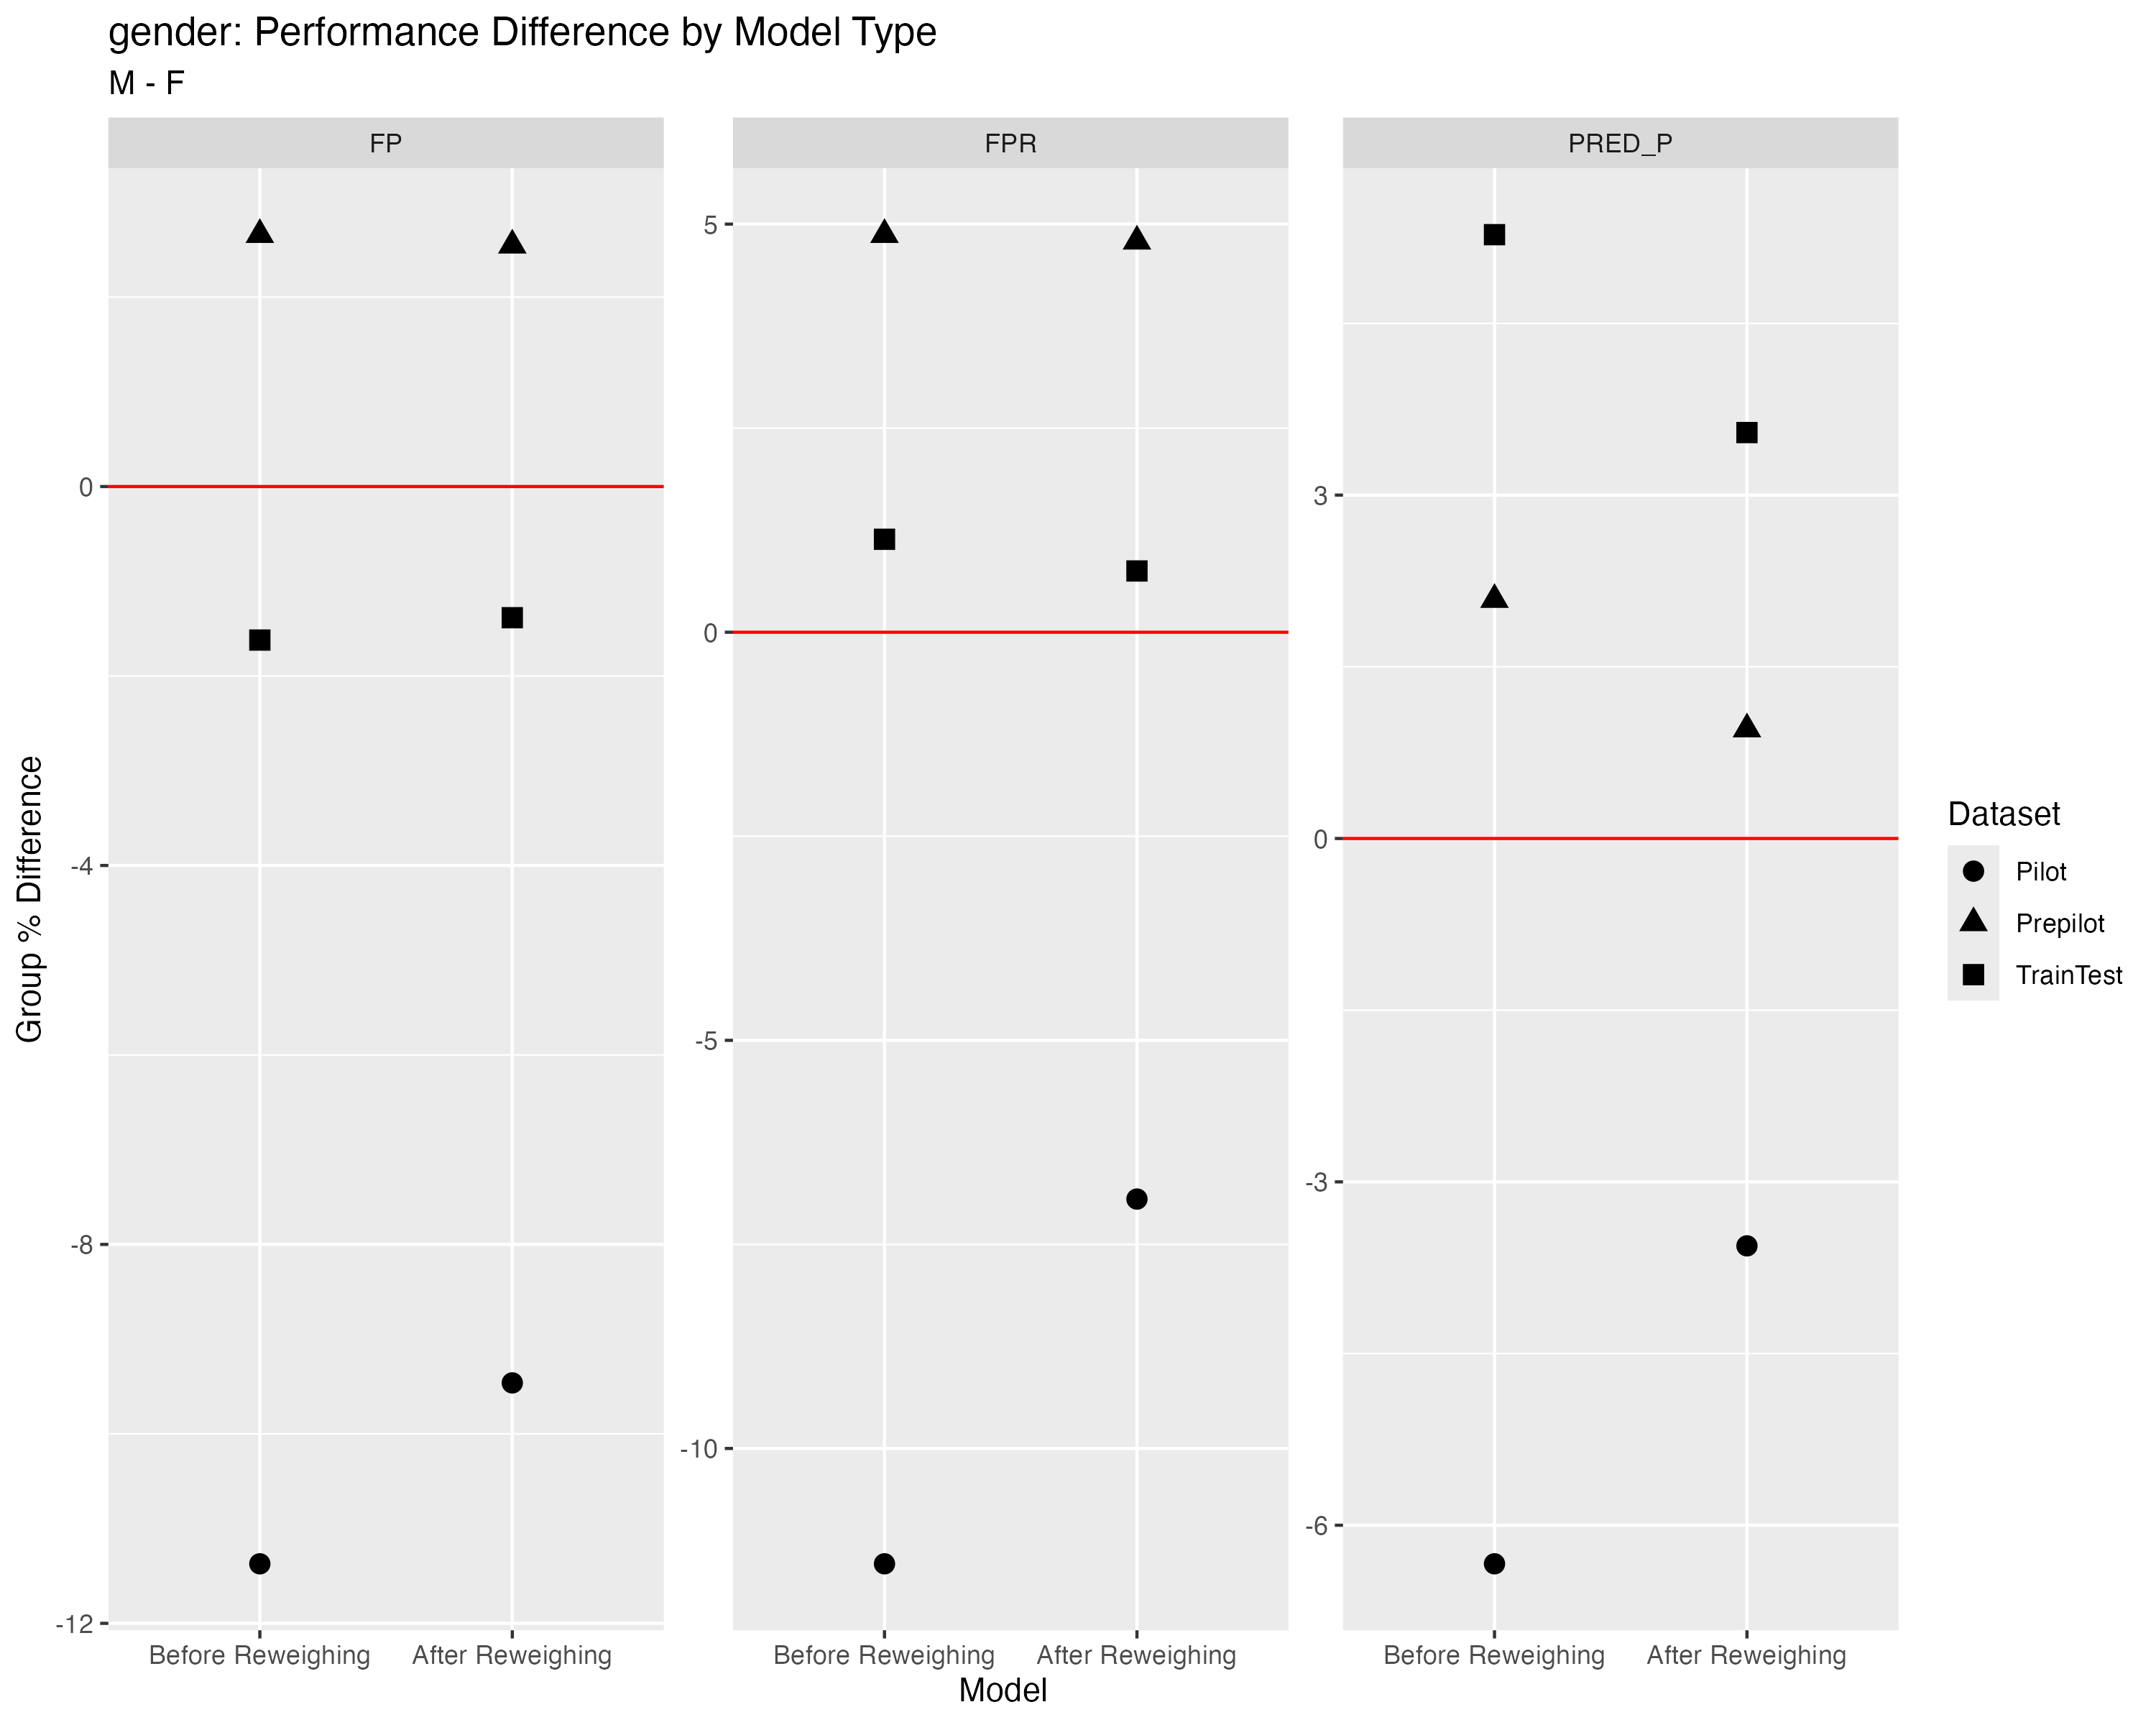 gender: Performance Difference by Model Type
M - F
FP
FPR
PRED_P
Group % Difference
0
-4
-8
-12
5
0
-5
-10
3
0
-3
-6
Before Reweighing After Reweighing
Before Reweighing After Reweighing
Before Reweighing After Reweighing
Model
Dataset
Pilot
Prepilot
TrainTest